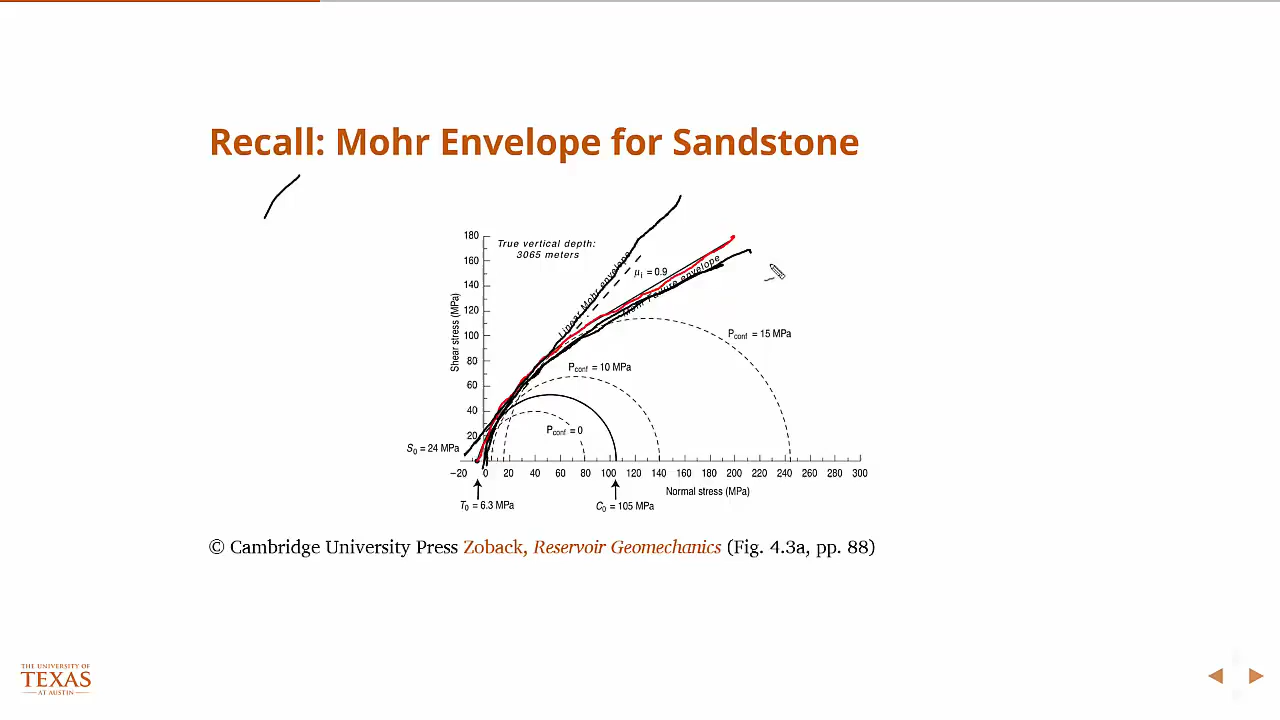 Recall: Mohr Envelope for Sandstone
True vertical depth:
3065 meters
Linear Mohr envelope
μi = 0.9
Mohr Failure envelope
Pconf = 15 MPa
Pconf = 10 MPa
Pconf = 0
Shear stress (MPa)
180
160
140
120
100
80
60
40
20
S0 = 24 MPa
−20 0 20 40 60 80 100 120 140 160 180 200 220 240 260 280 300
Normal stress (MPa)
T0 = 6.3 MPa
C0 = 105 MPa
© Cambridge University Press Zoback, Reservoir Geomechanics (Fig. 4.3a, pp. 88)
THE UNIVERSITY OF
TEXAS
AT AUSTIN